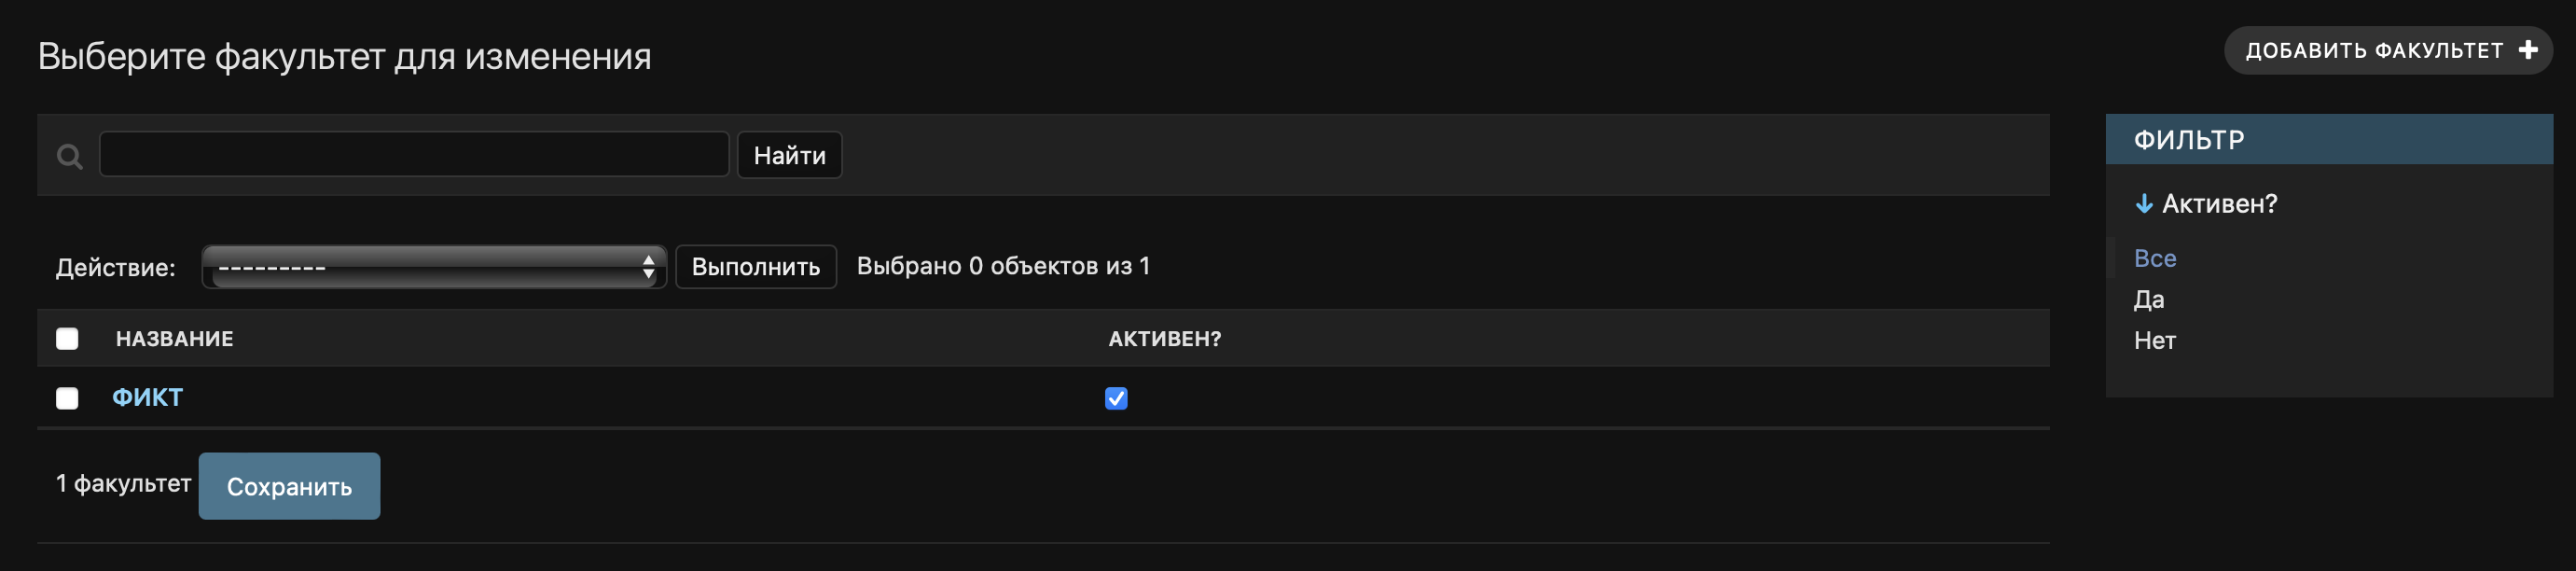 Выберите факультет для изменения
ДОБАВИТЬ ФАКУЛЬТЕТ
Найти
Действие: --------- Выполнить Выбрано 0 объектов из 1
НАЗВАНИЕ АКТИВЕН?
ФИКТ
1 факультет Сохранить
ФИЛЬТР
Активен?
Все
Да
Нет